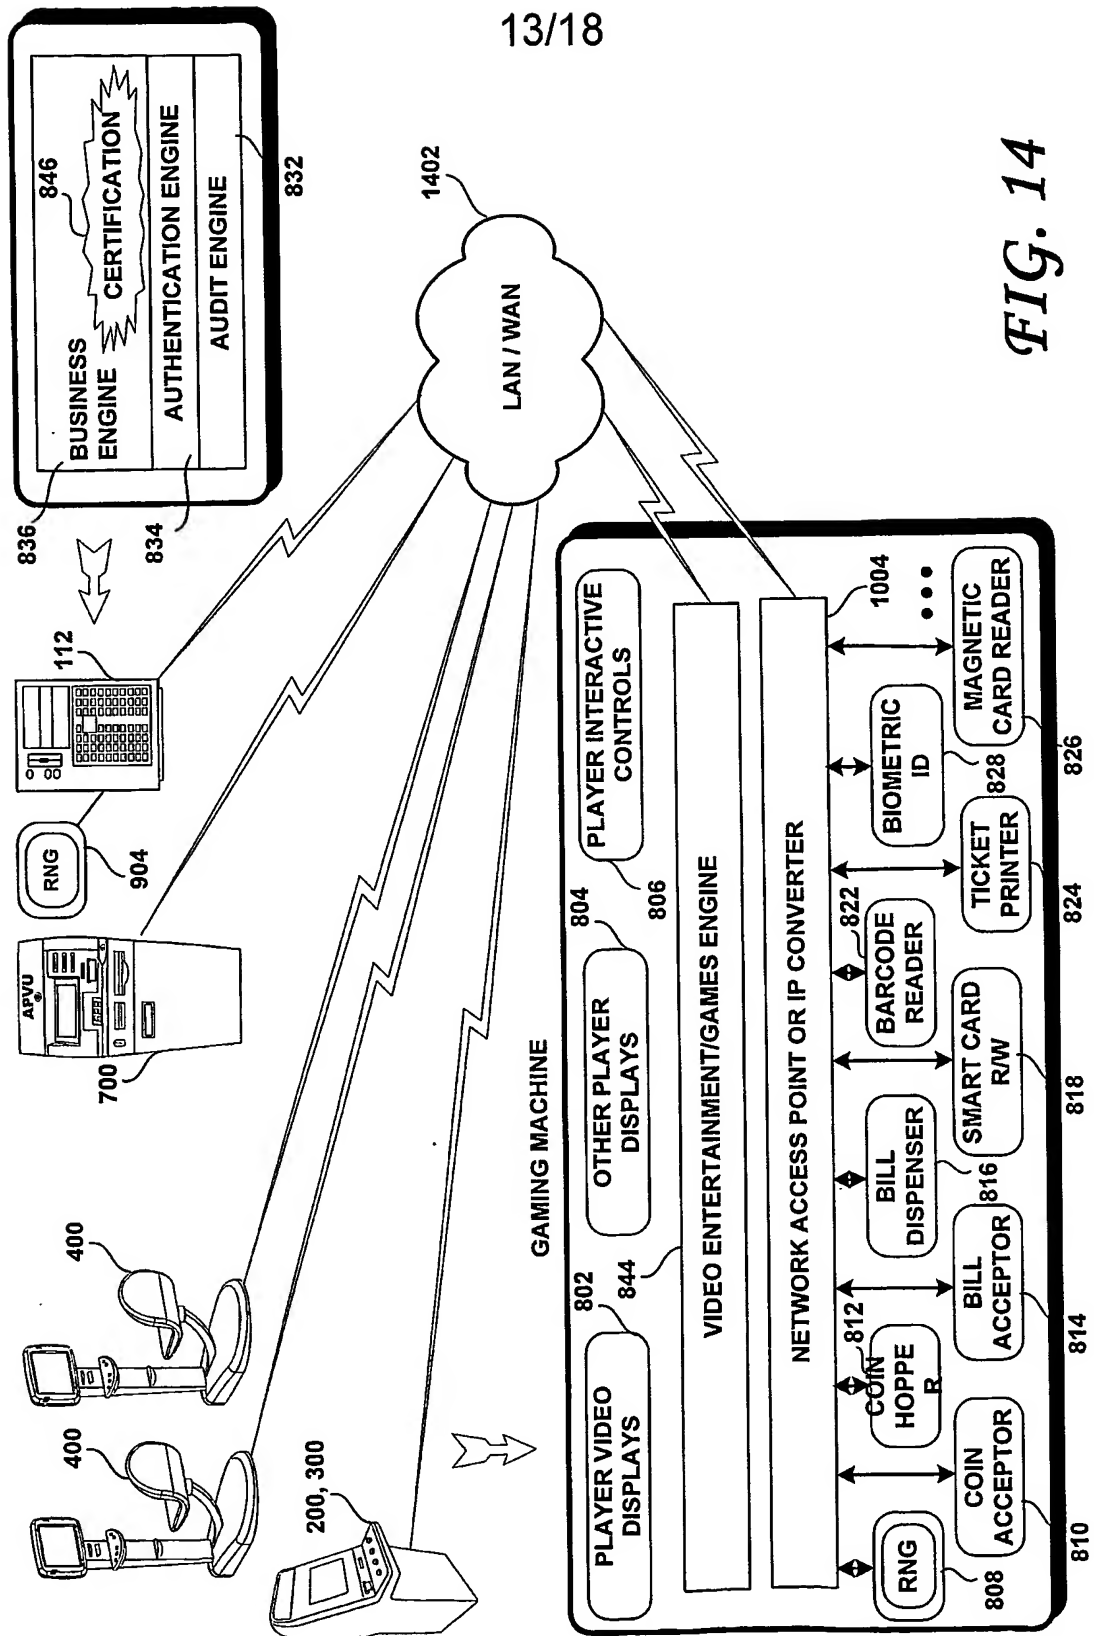 13/18
836
BUSINESS
ENGINE
846
CERTIFICATION
834
AUTHENTICATION ENGINE
AUDIT ENGINE
832
112
RNG
904
APVU
®
700
400
400
200, 300
1402
LAN / WAN
GAMING MACHINE
802
PLAYER VIDEO
DISPLAYS
804
OTHER PLAYER
DISPLAYS
806
PLAYER INTERACTIVE
CONTROLS
844
VIDEO ENTERTAINMENT/GAMES ENGINE
NETWORK ACCESS POINT OR IP CONVERTER
1004
RNG
808
COIN
ACCEPTOR
810
812
COIN
HOPPE
R
BILL
ACCEPTOR
814
BILL
DISPENSER
816
SMART CARD
R/W
818
822
BARCODE
READER
TICKET
PRINTER
824
BIOMETRIC
ID
828
MAGNETIC
CARD READER
826
FIG. 14